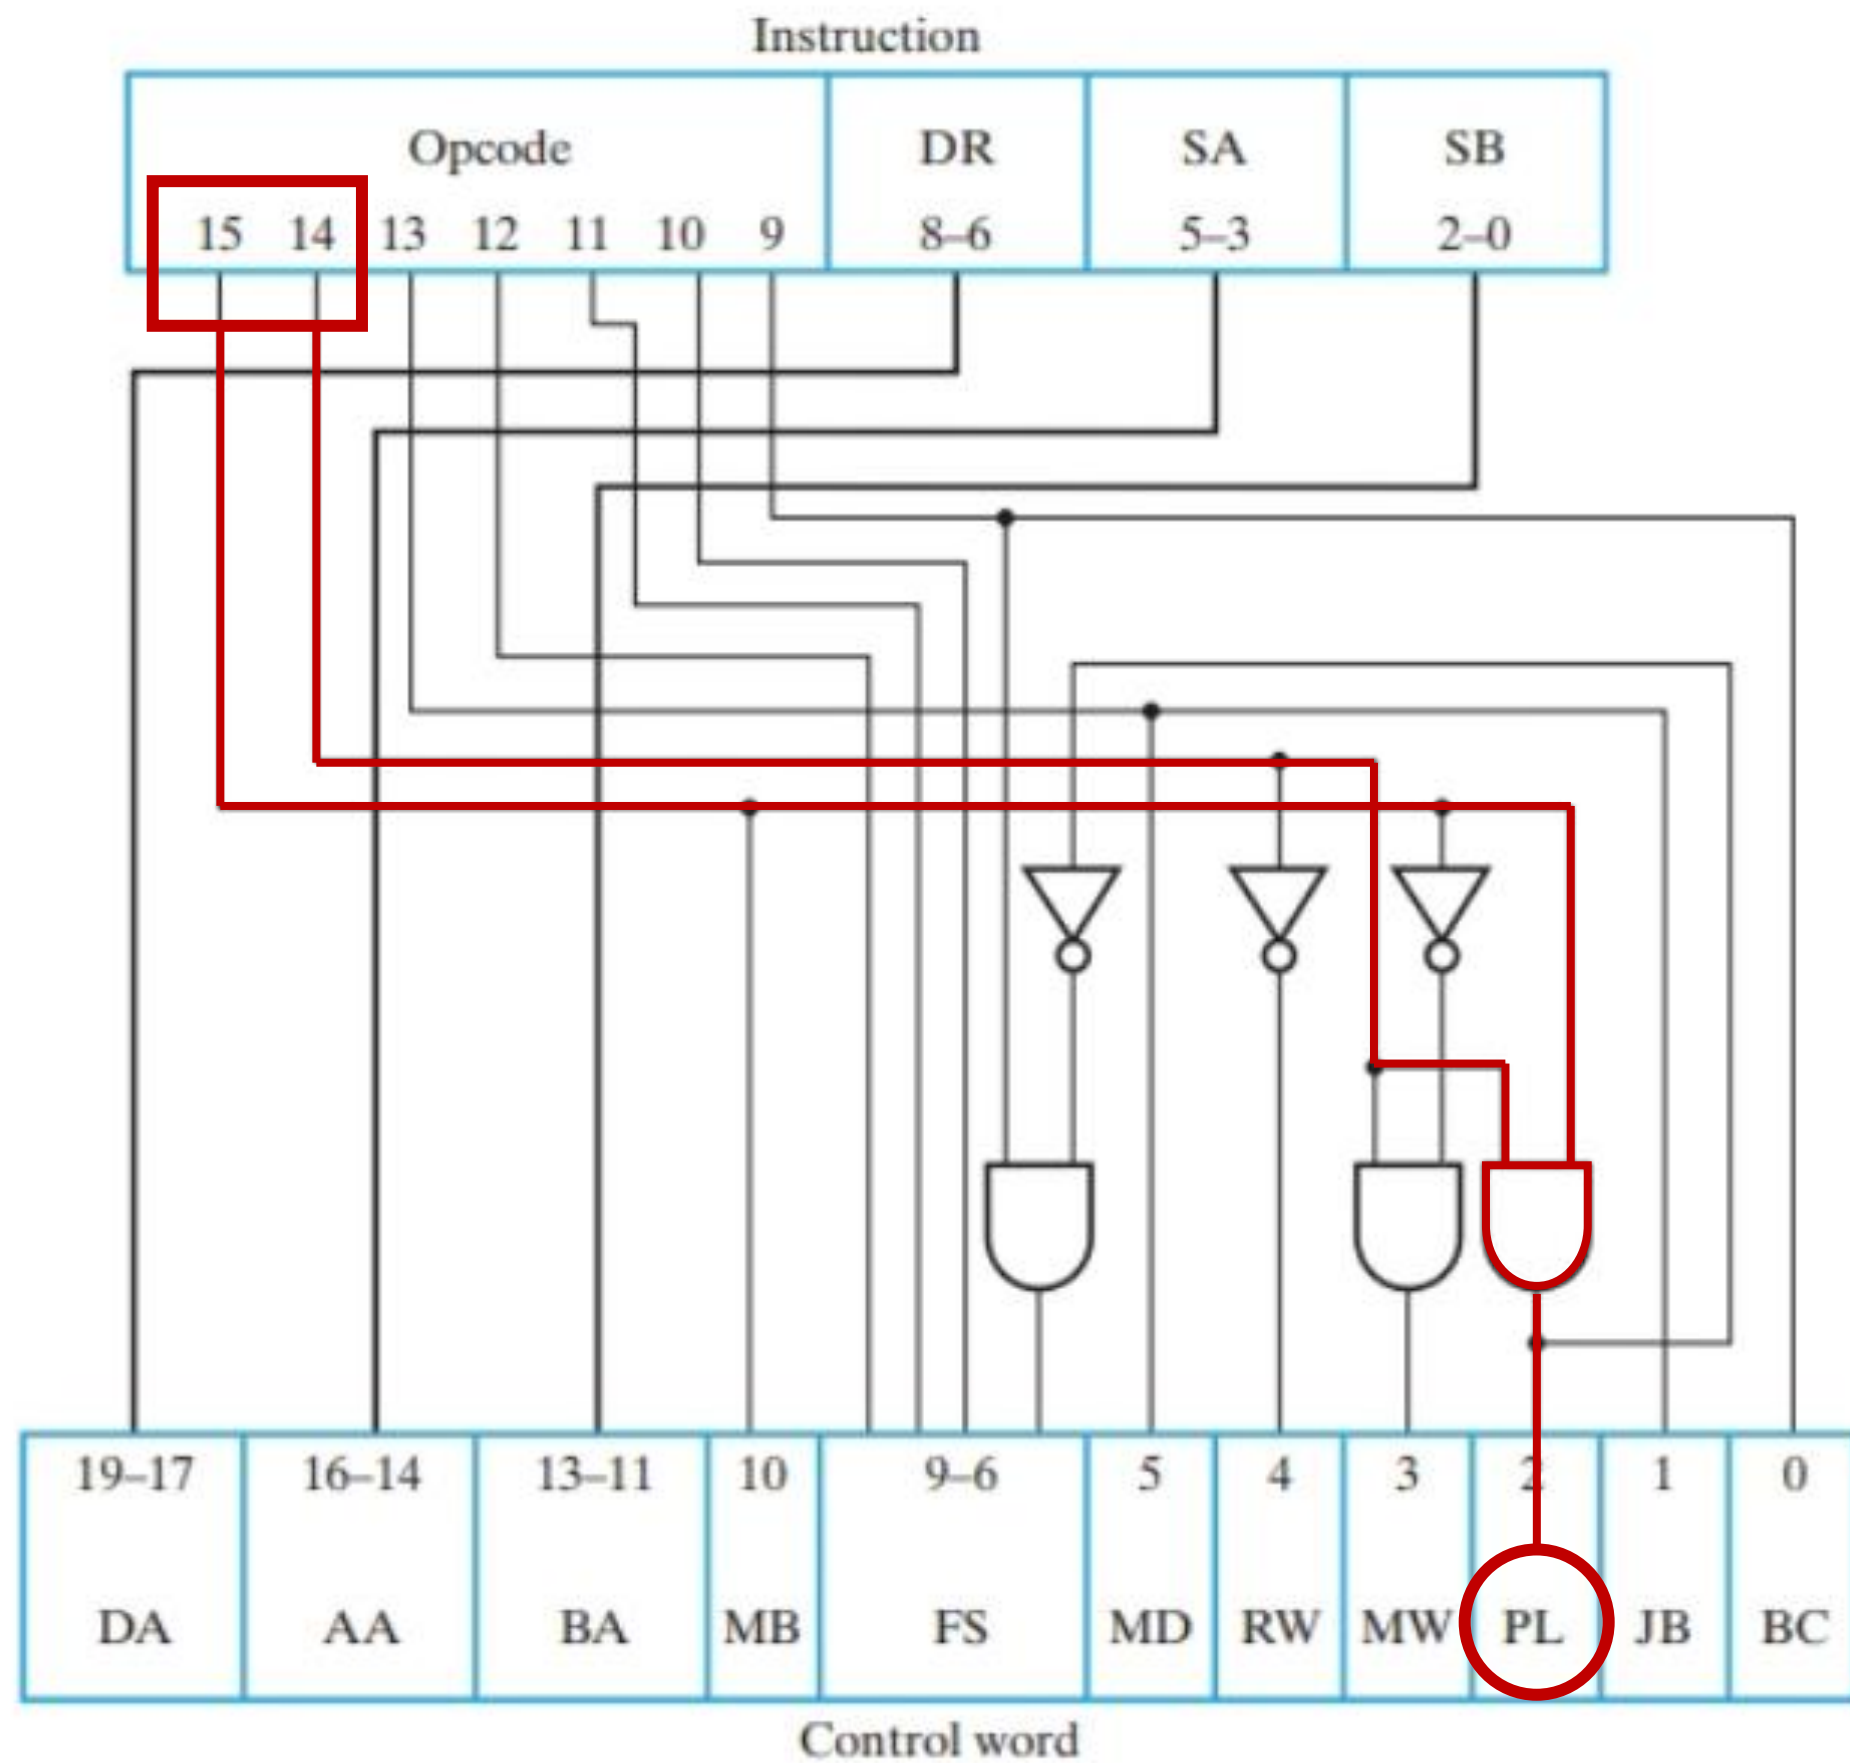 Instruction
Opcode DR SA SB
15 14 13 12 11 10 9 8–6 5–3 2–0
19–17 16–14 13–11 10 9–6 5 4 3 2 1 0
DA AA BA MB FS MD RW MW PL JB BC
Control word